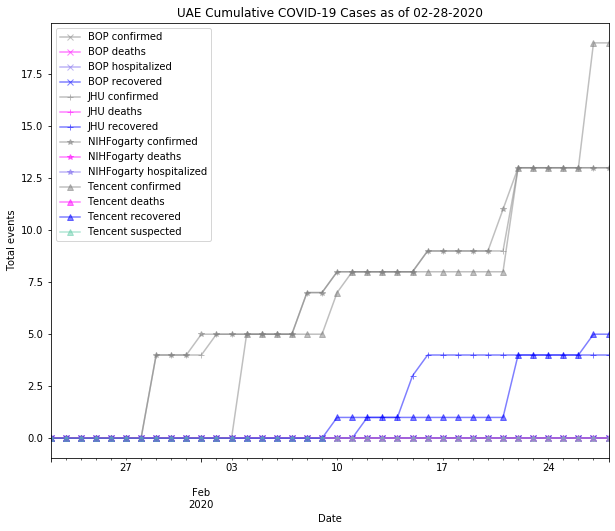 UAE Cumulative COVID-19 Cases as of 02-28-2020
BOP confirmed
BOP deaths
BOP hospitalized
BOP recovered
JHU confirmed
JHU deaths
JHU recovered
NIHFogarty confirmed
NIHFogarty deaths
NIHFogarty hospitalized
Tencent confirmed
Tencent deaths
Tencent recovered
Tencent suspected
17.5
15.0
12.5
10.0
7.5
5.0
2.5
0.0
Total events
27
03
10
17
24
Feb
2020
Date